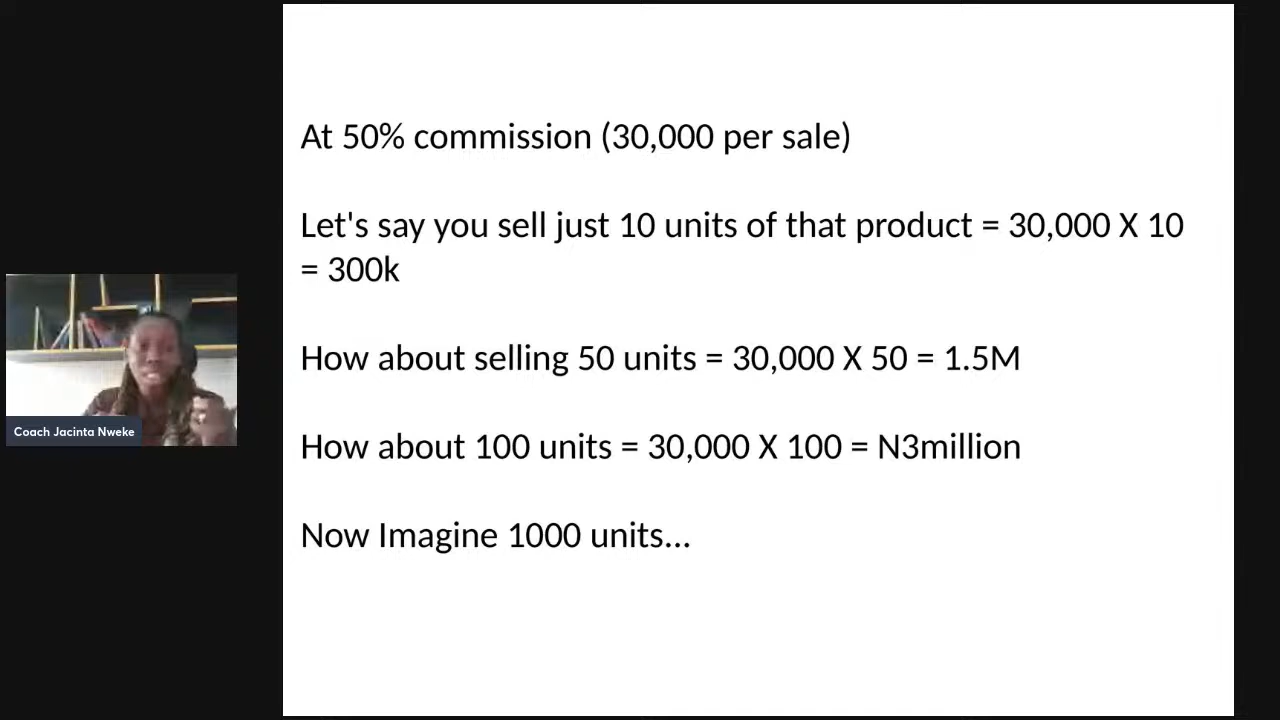 At 50% commission (30,000 per sale)
Let's say you sell just 10 units of that product = 30,000 X 10
= 300k
How about selling 50 units = 30,000 X 50 = 1.5M
How about 100 units = 30,000 X 100 = N3million
Now Imagine 1000 units...
Coach Jacinta Nweke